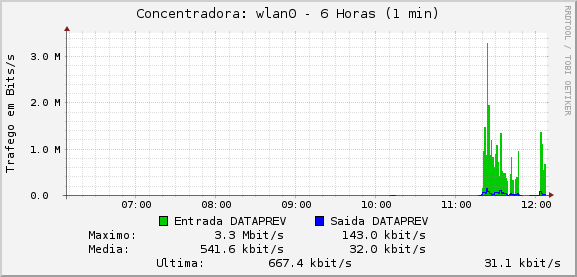 Concentradora: wlan0 - 6 Horas (1 min)
RRDTOOL / TOBI OETIKER
Trafego em Bits/s
3.0 M
2.0 M
1.0 M
0.0
07:00 08:00 09:00 10:00 11:00 12:00
Entrada DATAPREV Saida DATAPREV
Maximo: 3.3 Mbit/s 143.0 kbit/s
Media: 541.6 kbit/s 32.0 kbit/s
Ultima: 667.4 kbit/s 31.1 kbit/s